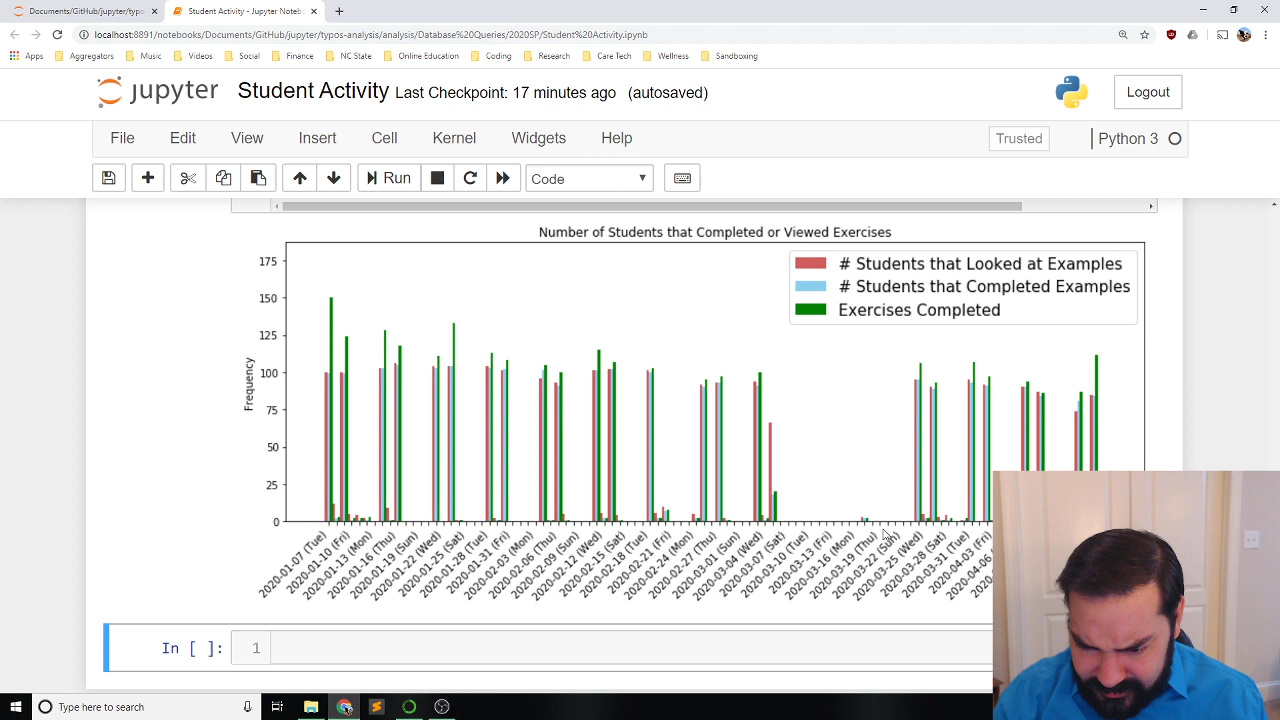 Documents/GitHub/jupyter/typo
Student Activity - Jupyter Noteb
localhost:8891/notebooks/Documents/GitHub/jupyter/typos-analysis/analysis/Database%20Queries/2020SP/Student%20Activity.ipynb
Apps Aggregators Music Videos Social Finance NC State Online Education Coding Research Care Tech Wellness Sandboxing
jupyter Student Activity Last Checkpoint: 17 minutes ago (autosaved)
Logout
File Edit View Insert Cell Kernel Widgets Help Trusted Python 3
Run Code
Number of Students that Completed or Viewed Exercises
# Students that Looked at Examples
# Students that Completed Examples
Exercises Completed
Frequency
175
150
125
100
75
50
25
0
2020-01-07 (Tue)
2020-01-10 (Fri)
2020-01-13 (Mon)
2020-01-16 (Thu)
2020-01-19 (Sun)
2020-01-22 (Wed)
2020-01-25 (Sat)
2020-01-28 (Tue)
2020-01-31 (Fri)
2020-02-03 (Mon)
2020-02-06 (Thu)
2020-02-09 (Sun)
2020-02-12 (Wed)
2020-02-15 (Sat)
2020-02-18 (Tue)
2020-02-21 (Fri)
2020-02-24 (Mon)
2020-02-27 (Thu)
2020-03-01 (Sun)
2020-03-04 (Wed)
2020-03-07 (Sat)
2020-03-10 (Tue)
2020-03-13 (Fri)
2020-03-16 (Mon)
2020-03-19 (Thu)
2020-03-22 (Sun)
2020-03-25 (Wed)
2020-03-28 (Sat)
2020-03-31 (Tue)
2020-04-03 (Fri)
2020-04-06
In [ ]: 1
Type here to search